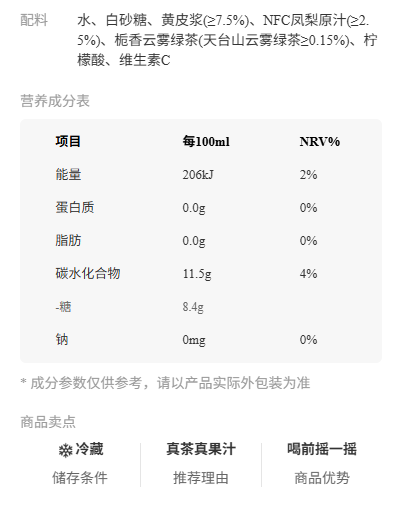 配料 水、白砂糖、黄皮浆(≥7.5%)、NFC凤梨原汁(≥2.
5%)、栀香云雾绿茶(天台山云雾绿茶≥0.15%)、柠
檬酸、维生素C
营养成分表
项目 每100ml NRV%
能量 206kJ 2%
蛋白质 0.0g 0%
脂肪 0.0g 0%
碳水化合物 11.5g 4%
-糖 8.4g
钠 0mg 0%
* 成分参数仅供参考，请以产品实际外包装为准
商品卖点
冷藏 真茶真果汁 喝前摇一摇
储存条件 推荐理由 商品优势